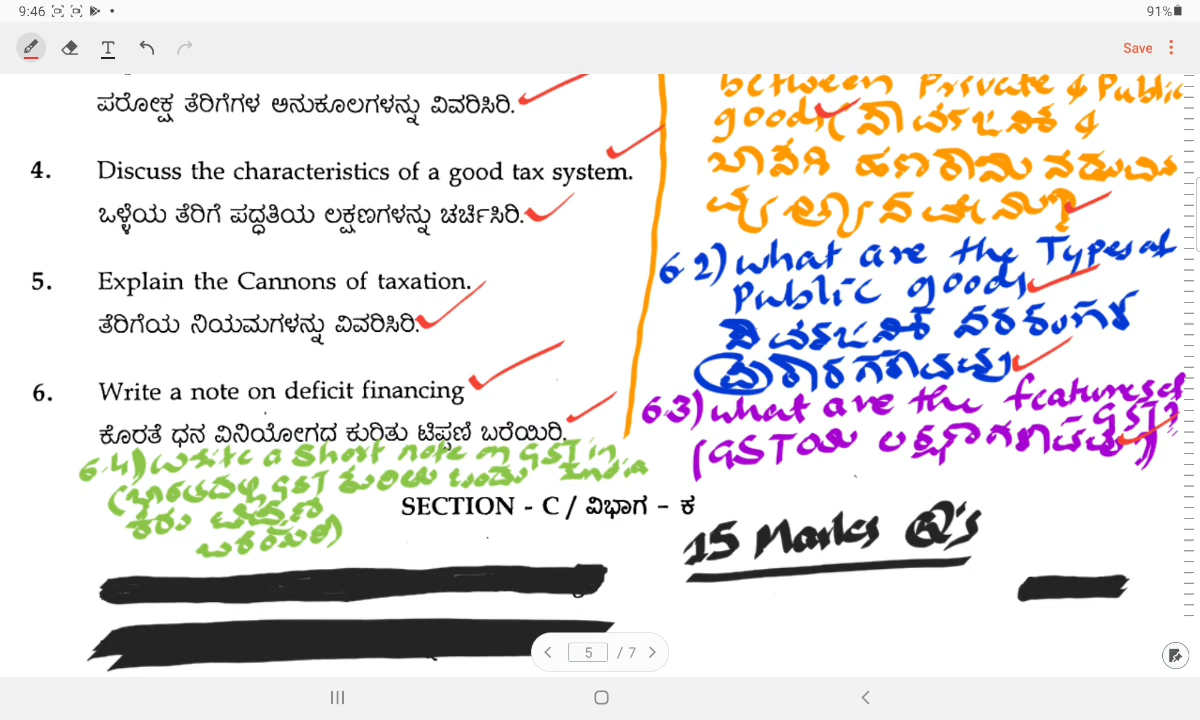 9:46
91%
T
Save
ಪರೋಕ್ಷ ತೆರಿಗೆಗಳ ಅನುಕೂಲಗಳನ್ನು ವಿವರಿಸಿರಿ.
4. Discuss the characteristics of a good tax system.
ಒಳ್ಳೆಯ ತೆರಿಗೆ ಪದ್ಧತಿಯ ಲಕ್ಷಣಗಳನ್ನು ಚರ್ಚಿಸಿರಿ.
5. Explain the Cannons of taxation.
ತೆರಿಗೆಯ ನಿಯಮಗಳನ್ನು ವಿವರಿಸಿರಿ.
6. Write a note on deficit financing
ಕೊರತೆ ಧನ ವಿನಿಯೋಗದ ಕುರಿತು ಟಿಪ್ಪಣಿ ಬರೆಯಿರಿ.
between Private & Public
goods
6.2) what are the Types of
Public goods
6.3) what are the features of
GST?
(GSTಯ ಲಕ್ಷಣಗಳಾವುವು)
6.4) write a Short note on GST in
India
SECTION - C / ವಿಭಾಗ - ಕ
15 Marks Q's
5 / 7